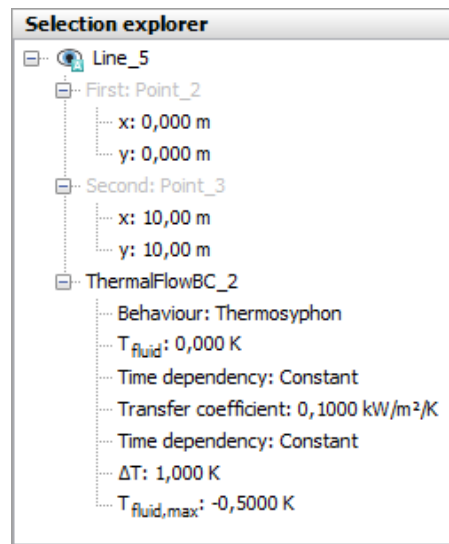 Selection explorer
Line_5
First: Point_2
x: 0,000 m
y: 0,000 m
Second: Point_3
x: 10,00 m
y: 10,00 m
ThermalFlowBC_2
Behaviour: Thermosyphon
T_fluid: 0,000 K
Time dependency: Constant
Transfer coefficient: 0,1000 kW/m²/K
Time dependency: Constant
ΔT: 1,000 K
T_fluid,max: -0,5000 K